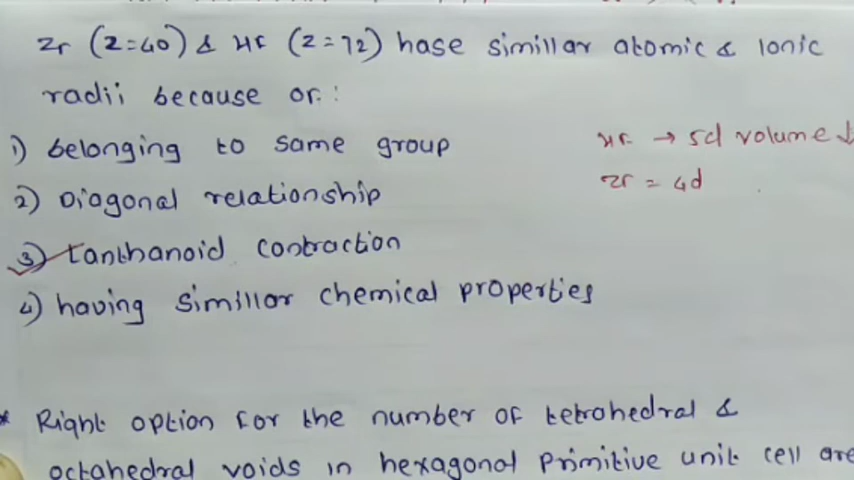 Zr (Z=40) & Hf (Z=72) hase simillar atomic & Ionic
radii because of:
1) belonging to same group
2) Diagonal relationship
3) Lanthanoid contraction
4) having simillar chemical properties
Hf → 5d volume ↓
Zr = 4d
* Right option for the number of tetrahedral &
octahedral voids in hexagonal primitive unit cell are